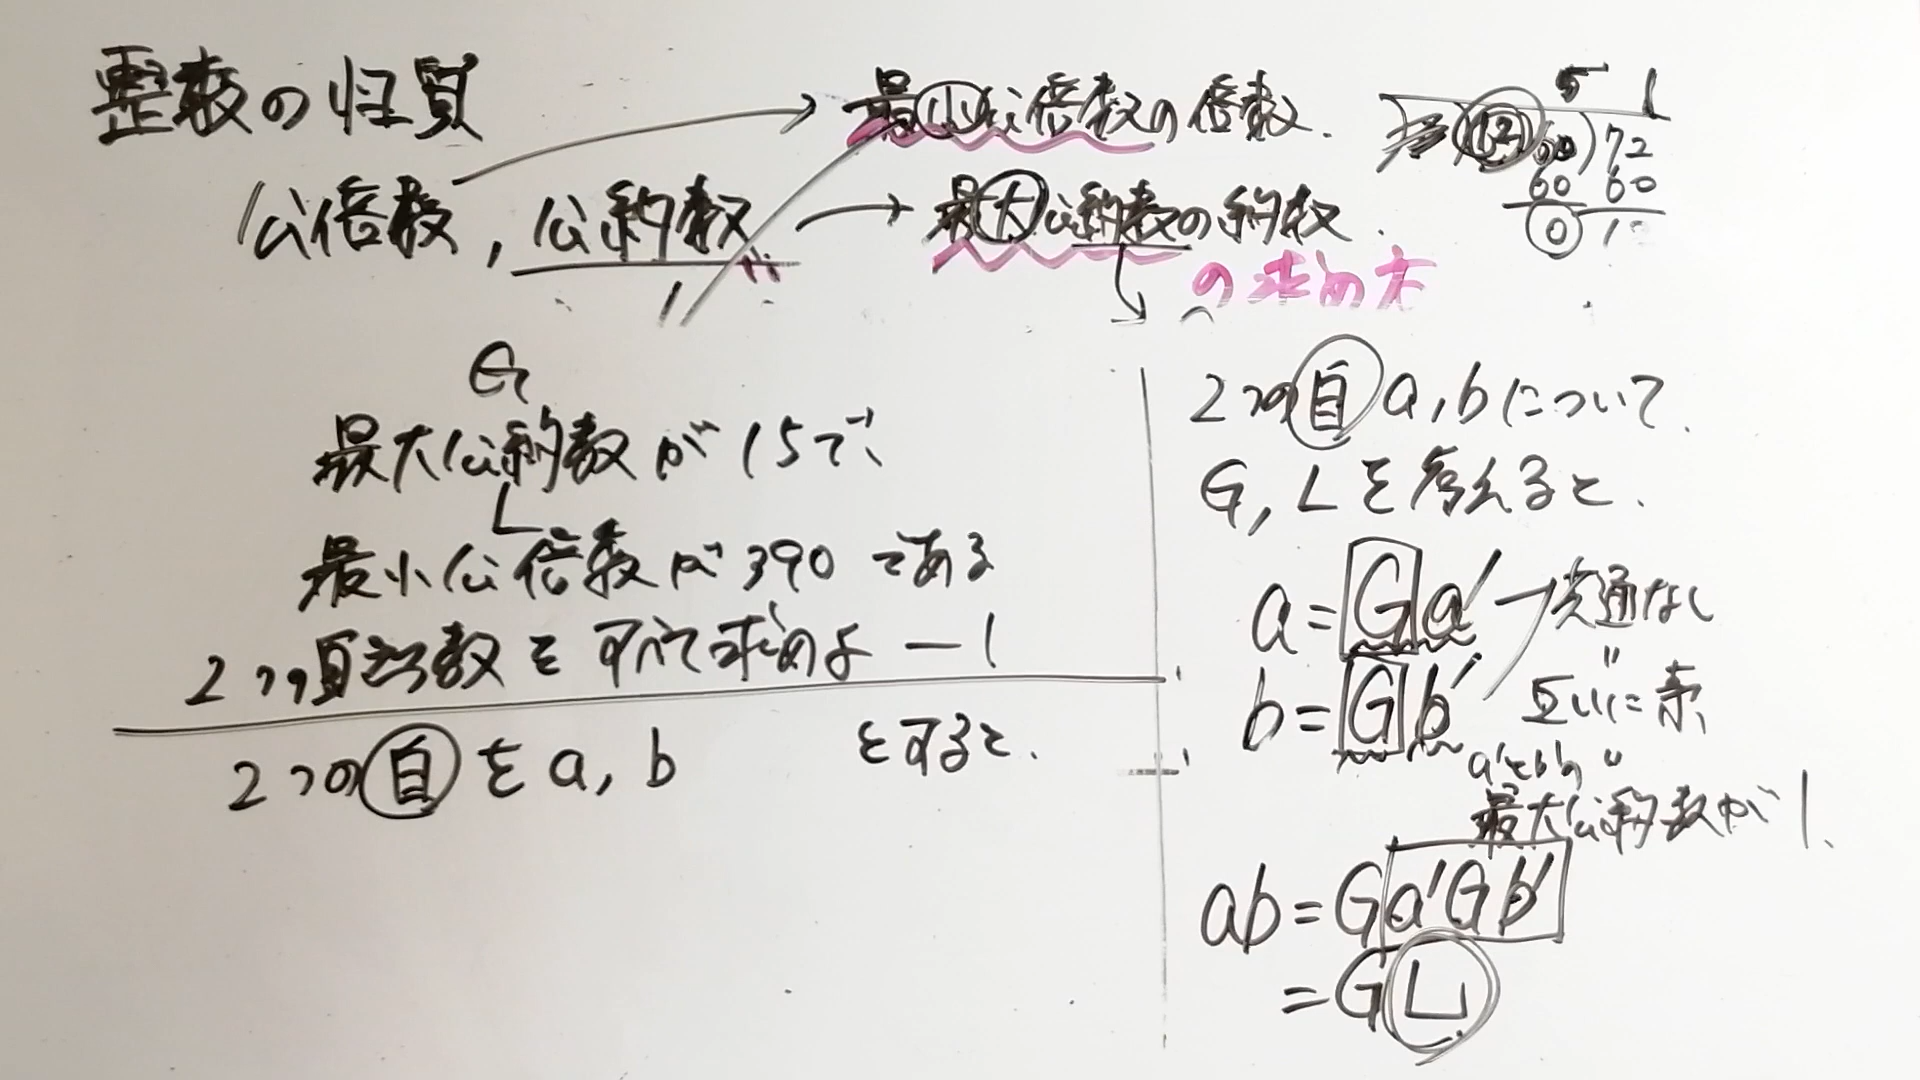 整数の性質
公倍数, 公約数
最小公倍数の倍数.
最大公約数の約数.
の求め方
5 1
12 60)72
60 60
0 1
G
最大公約数が15で、
L
最小公倍数が390である
2つの自然数をすべて求めよ
2つの自をa, b とすると.
2つの自a, bについて.
G, Lを考えると.
a=Ga' 共通なし
b=Gb' 互いに素
a'とb'の
最大公約数が1.
ab=Ga'Gb'
=GL